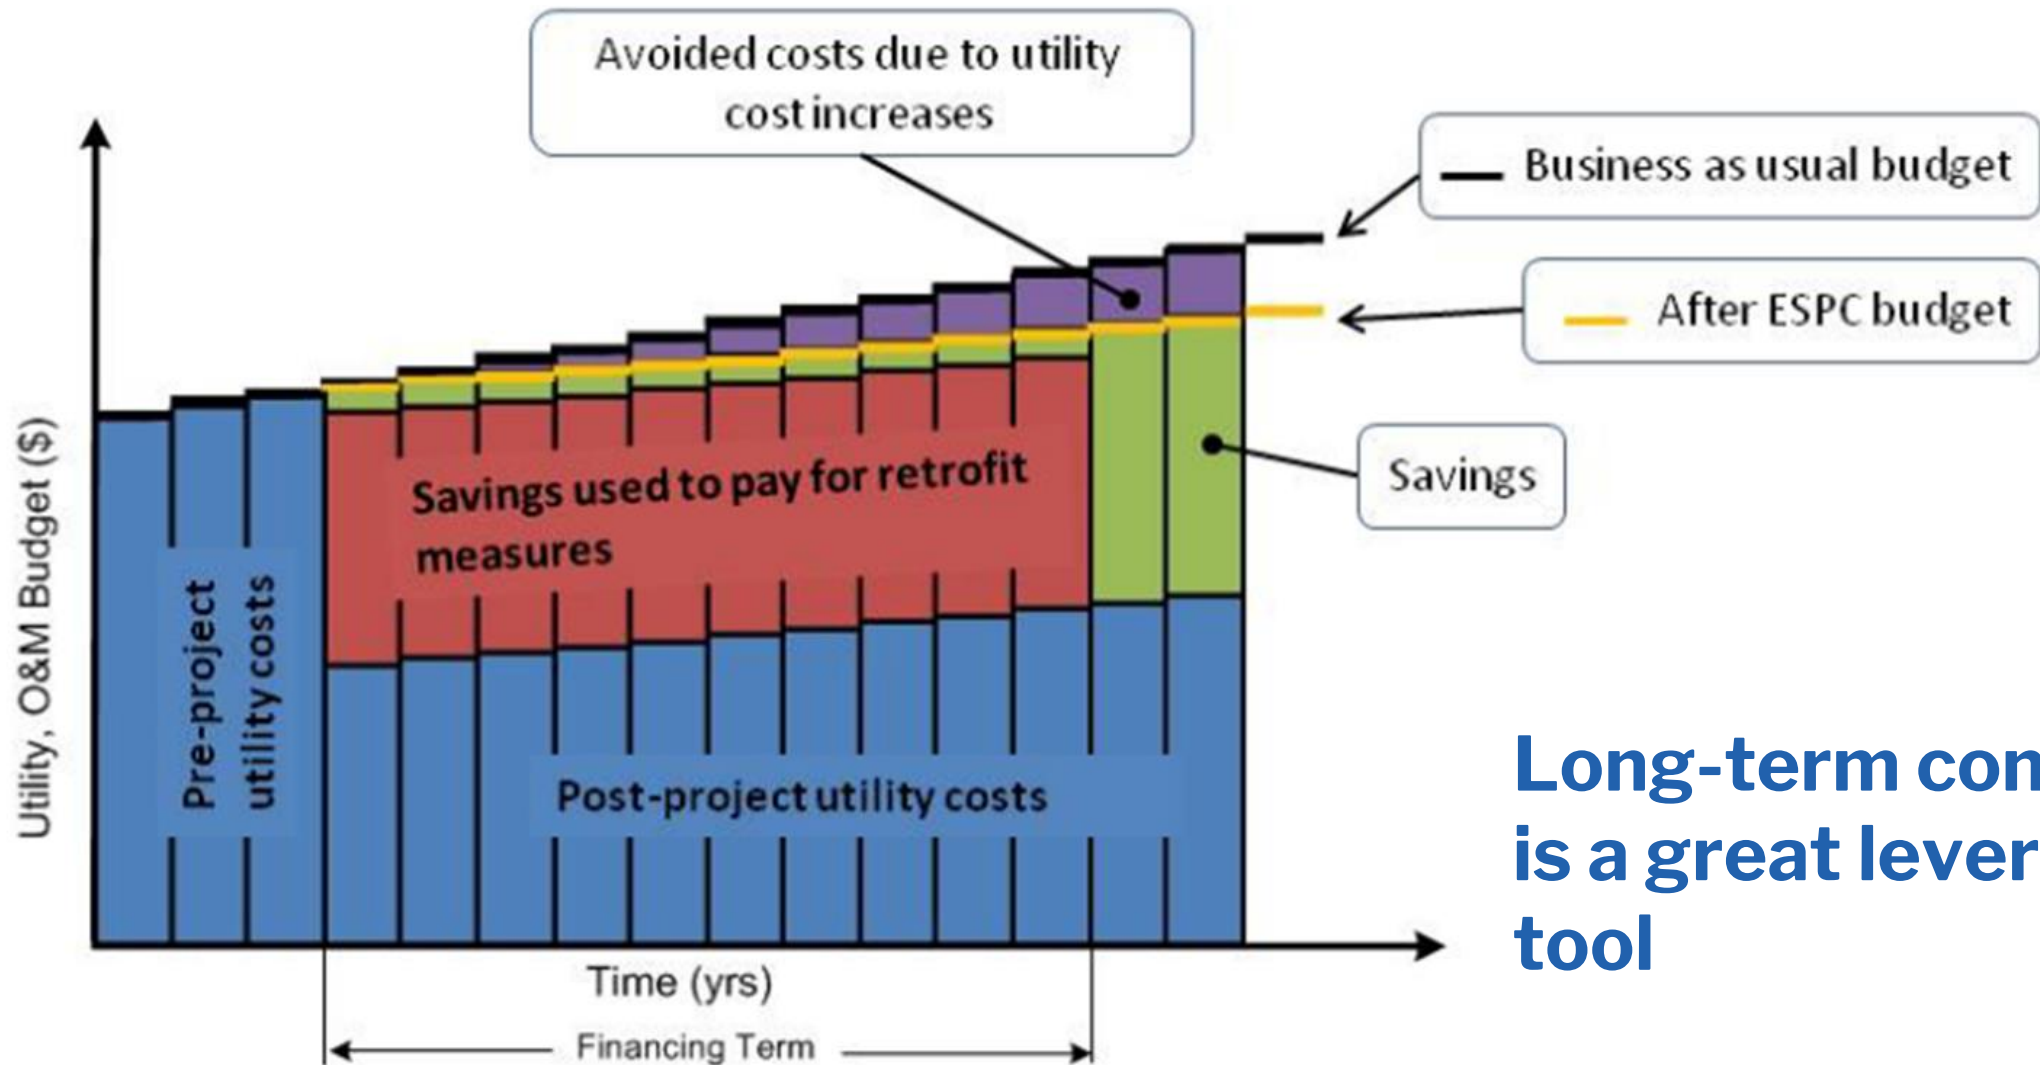 Avoided costs due to utility
cost increases
Business as usual budget
After ESPC budget
Savings
Savings used to pay for retrofit
measures
Utility, O&M Budget ($)
Pre-project
utility costs
Post-project utility costs
Time (yrs)
Financing Term
Long-term
is a great
tool